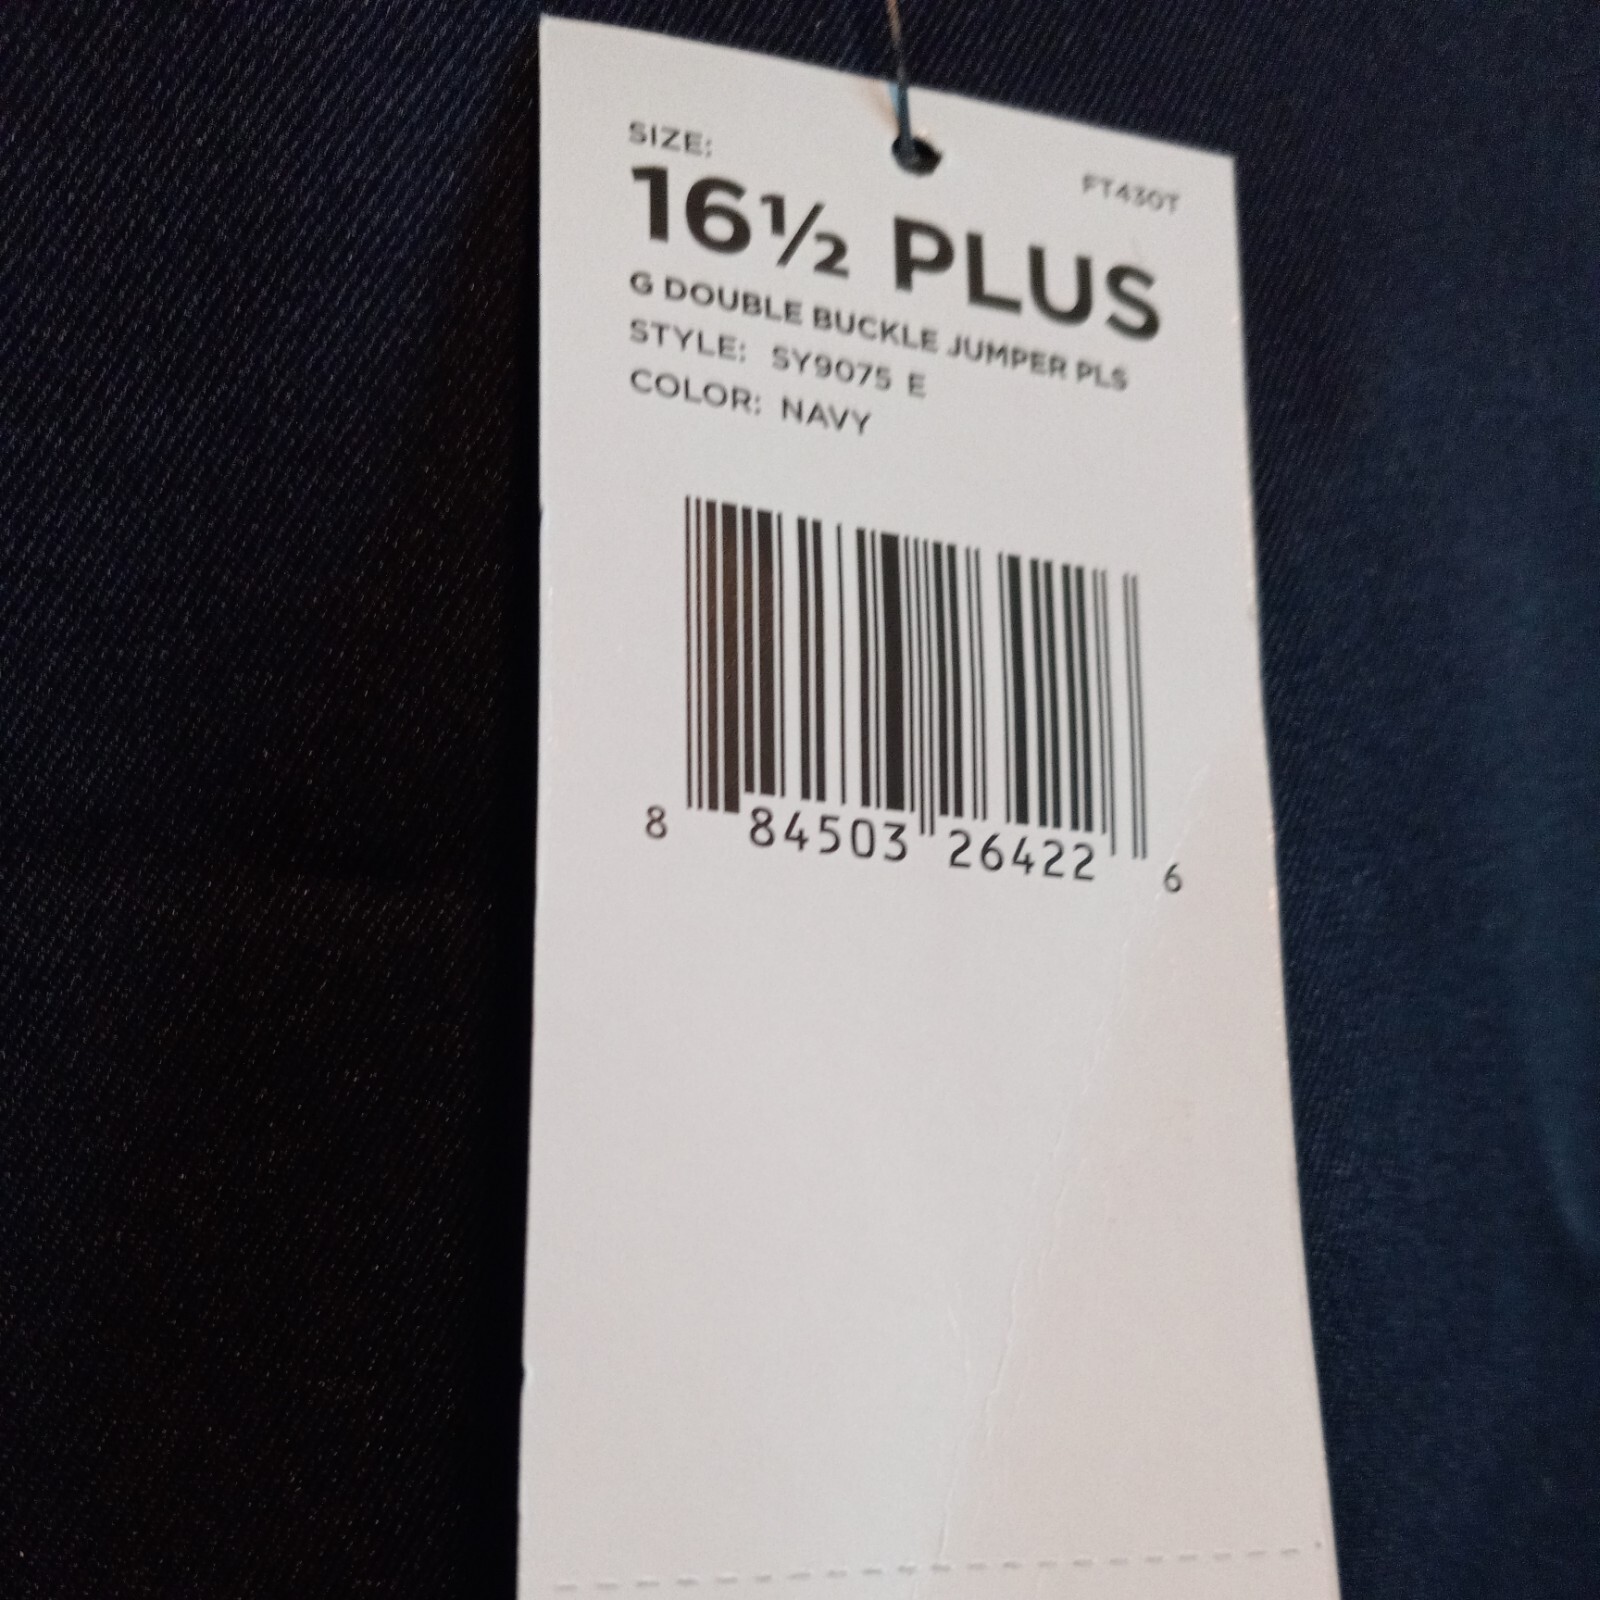 SIZE:
FT430T
16½ PLUS
G DOUBLE BUCKLE JUMPER PLS
STYLE: SY9075 E
COLOR: NAVY
8 84503 26422 6